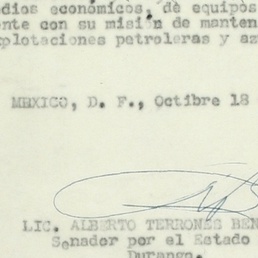 dios económicos, de equipos
ente con su misión de manten
plotaciones petroleras y az
MEXICO, D. F., Octibre 18
LIC. ALBERTO TERRONES BEN
Senador por el Estado
Durango.